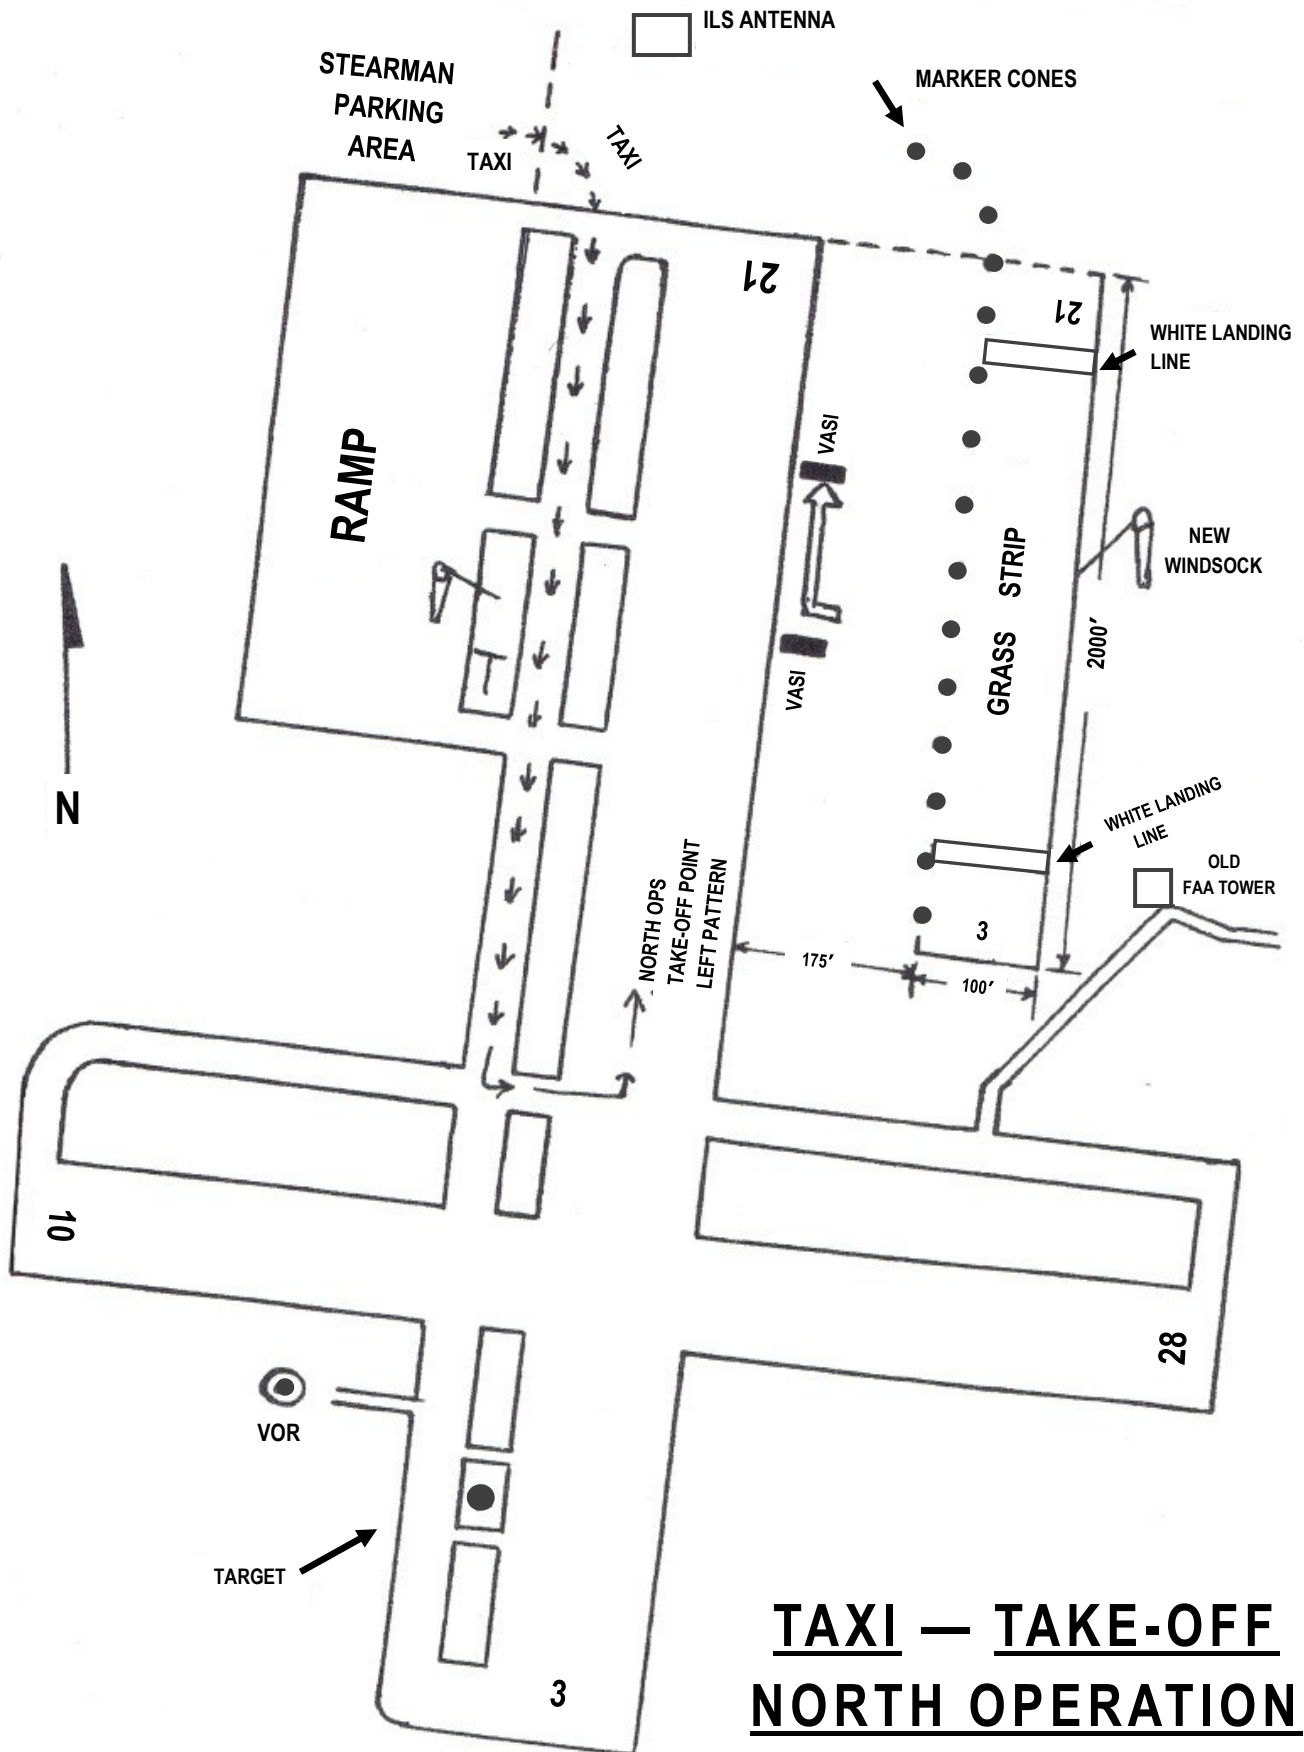 ILS ANTENNA
STEARMAN
PARKING
AREA
MARKER CONES
TAXI
TAXI
21
21
WHITE LANDING
LINE
VASI
RAMP
GRASS STRIP
NEW
WINDSOCK
T
2000'
VASI
N
WHITE LANDING
LINE
OLD
FAA TOWER
NORTH OPS
TAKE-OFF POINT
LEFT PATTERN
3
175'
100'
10
28
VOR
TARGET
3
TAXI — TAKE-OFF
NORTH OPERATION